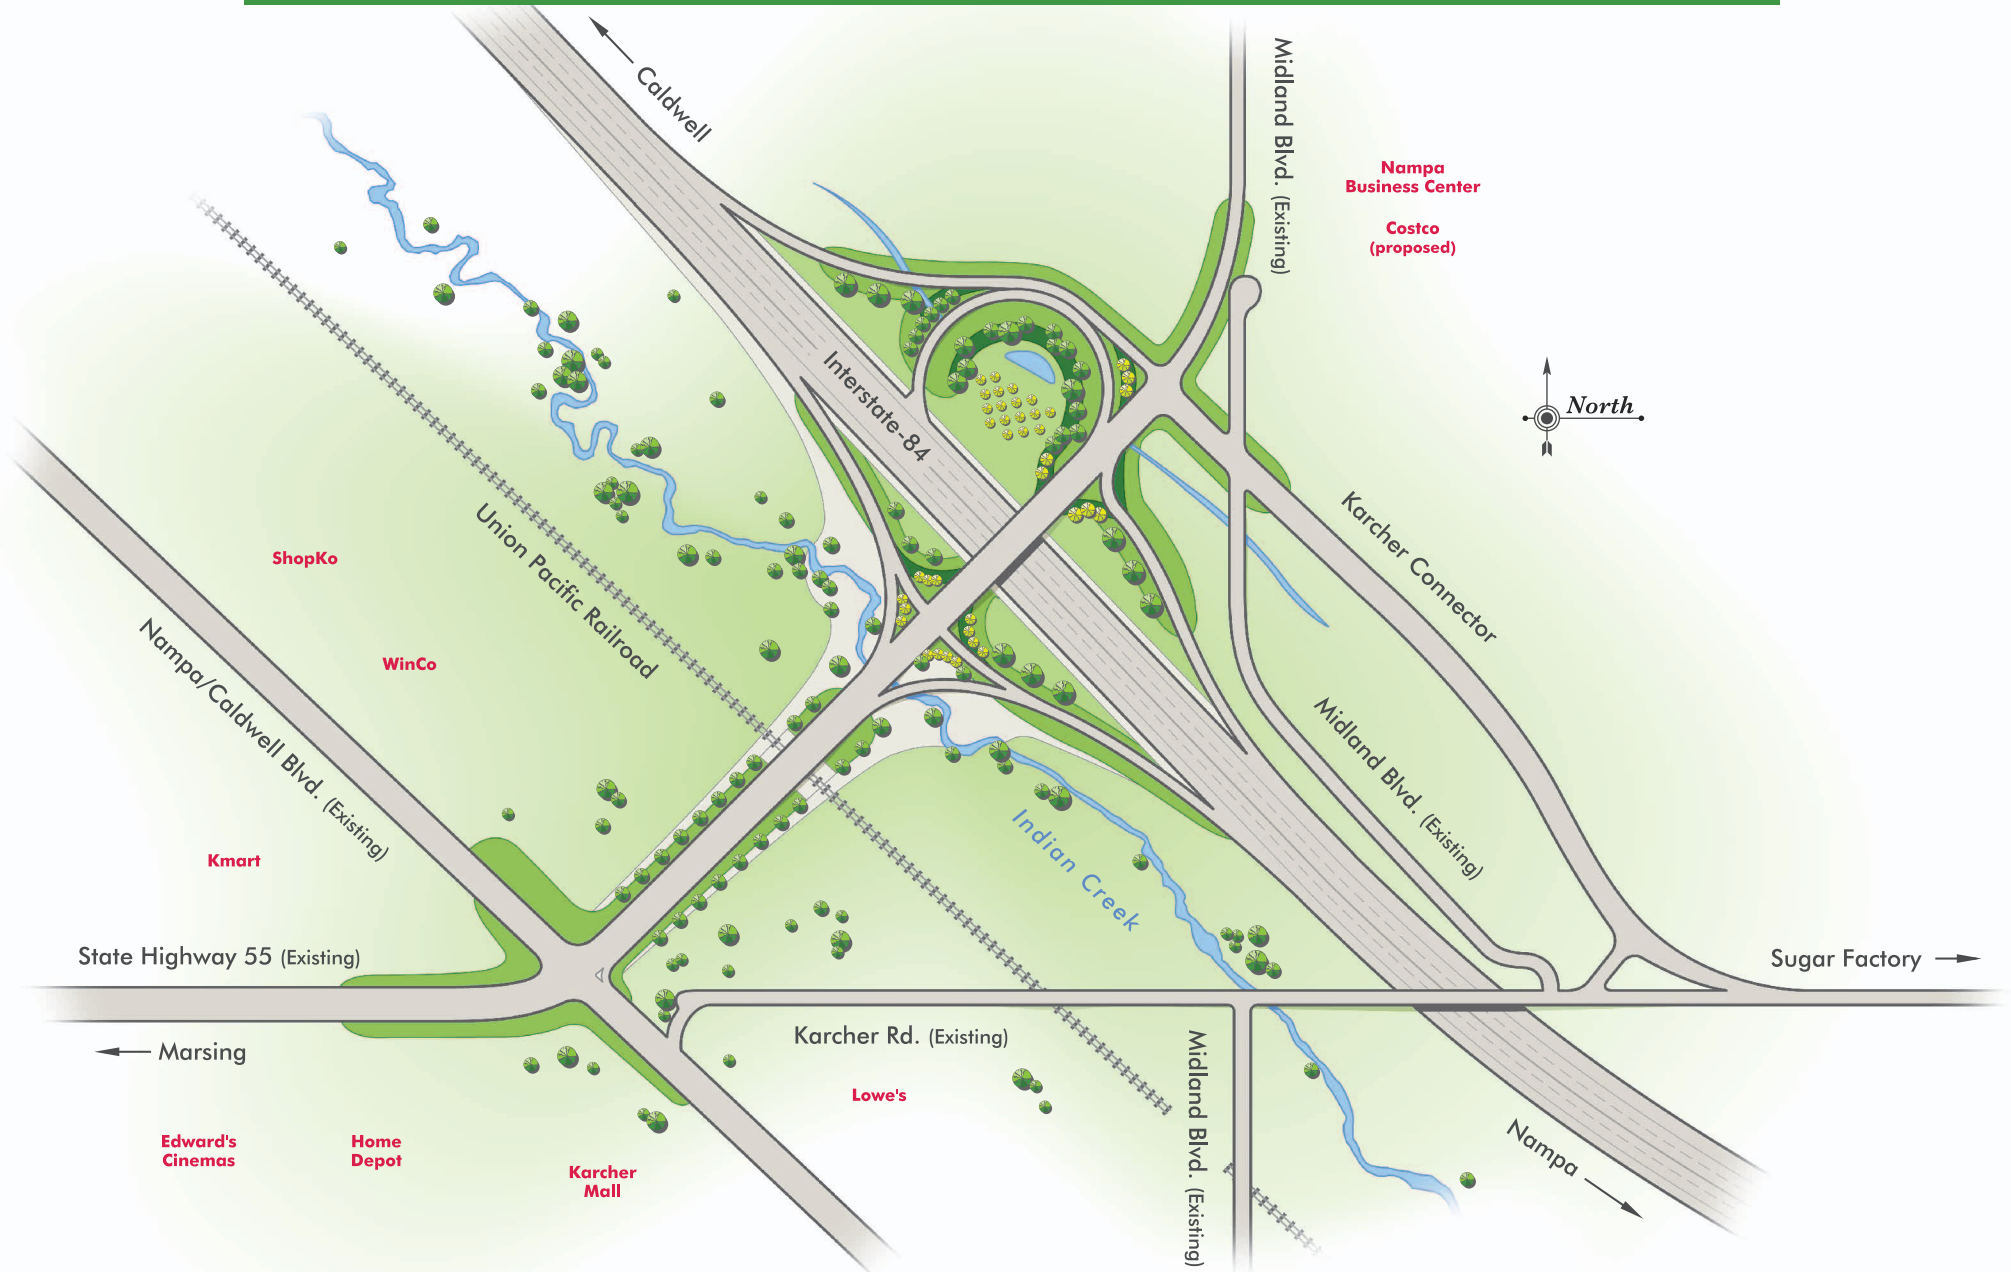 Caldwell
Midland Blvd. (Existing)
Nampa
Business Center
Costco
(proposed)
Interstate-84
North
Karcher Connector
Union Pacific Railroad
ShopKo
WinCo
Nampa/Caldwell Blvd. (Existing)
Midland Blvd. (Existing)
Indian Creek
Kmart
State Highway 55 (Existing)
Sugar Factory
Marsing
Karcher Rd. (Existing)
Midland Blvd. (Existing)
Lowe's
Nampa
Edward's
Cinemas
Home
Depot
Karcher
Mall